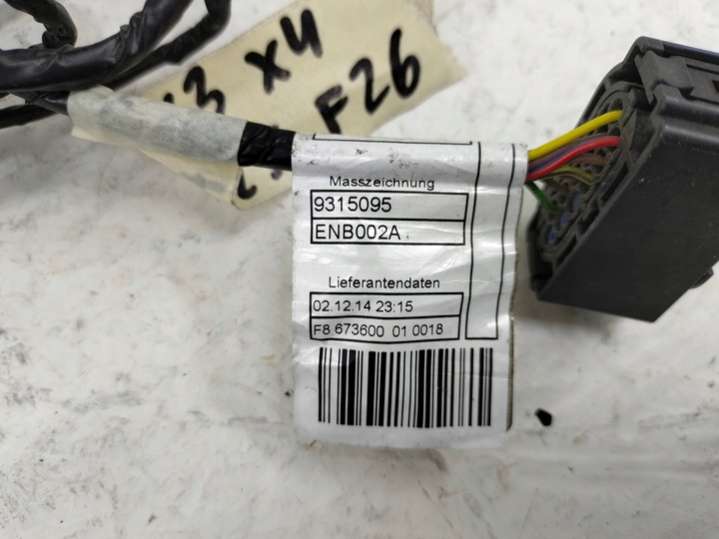 X4
F26
Masszeichnung
9315095
ENB002A
Lieferantendaten
02.12.14 23:15
F8 673600 01 0018